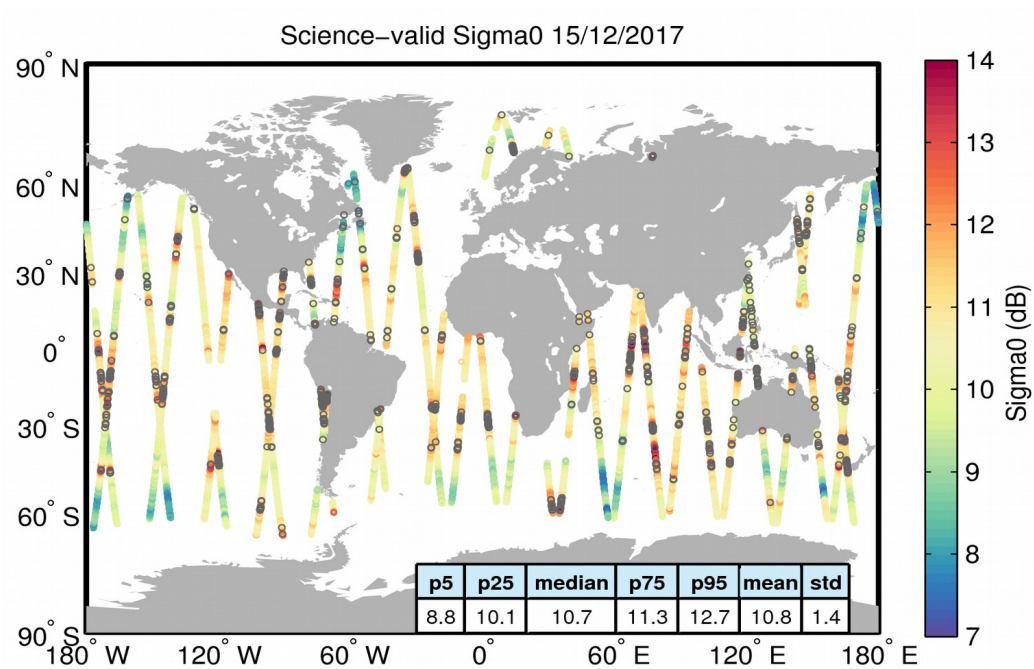 Science−valid Sigma0 15/12/2017
90° N
60° N
30° N
0°
30° S
60° S
90° S
180° W 120° W 60° W 0° 60° E 120° E 180° E
14
13
12
11
10
9
8
7
Sigma0 (dB)
p5 p25 median p75 p95 mean std
8.8 10.1 10.7 11.3 12.7 10.8 1.4